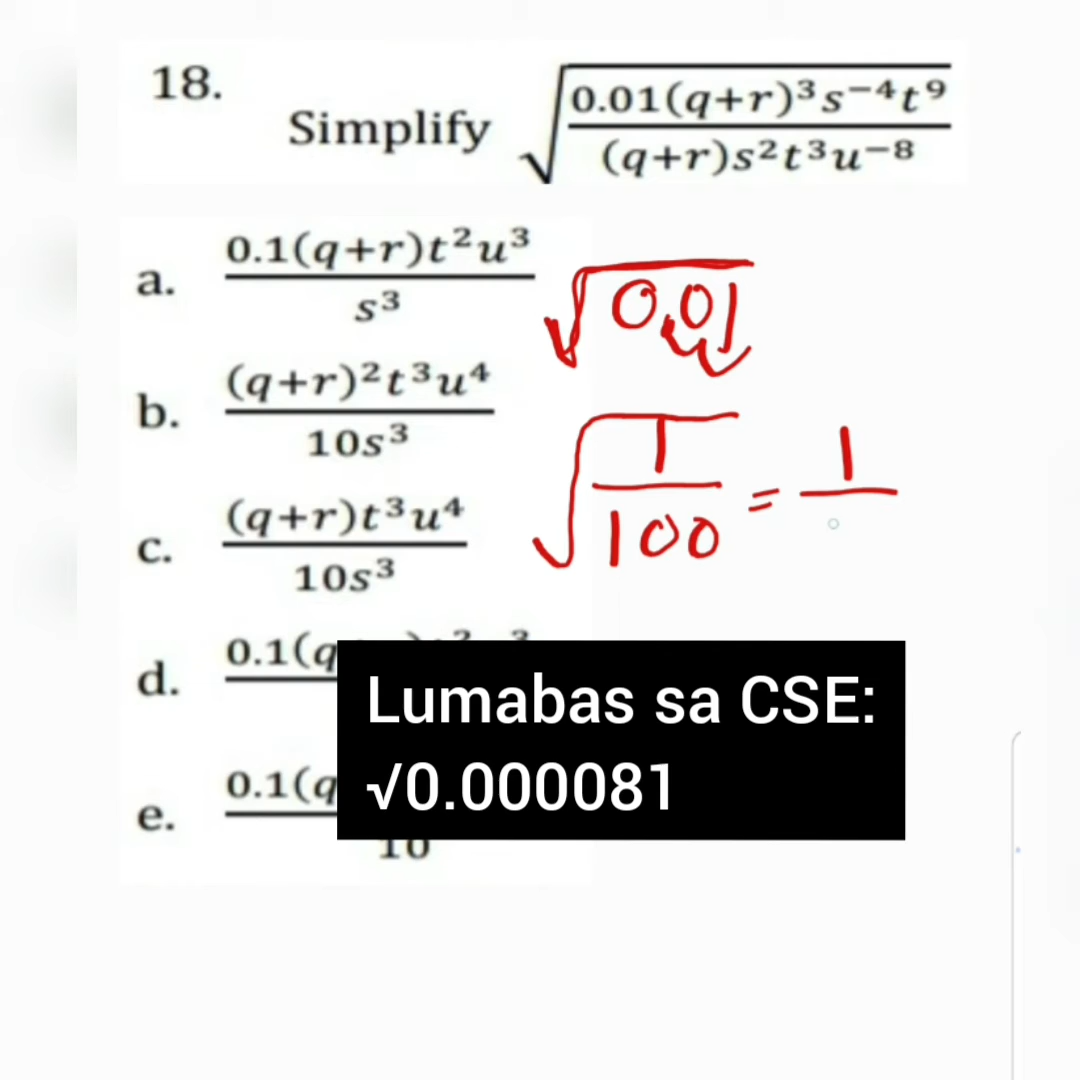 18.
Simplify √(0.01(q+r)³s⁻⁴t⁹ / (q+r)s²t³u⁻⁸)
a. 0.1(q+r)t²u³ / s³
√0.01
b. (q+r)²t³u⁴ / 10s³
√(1/100) = 1/
c. (q+r)t³u⁴ / 10s³
d. 0.1(q
e. 0.1(q
10
Lumabas sa CSE:
√0.000081